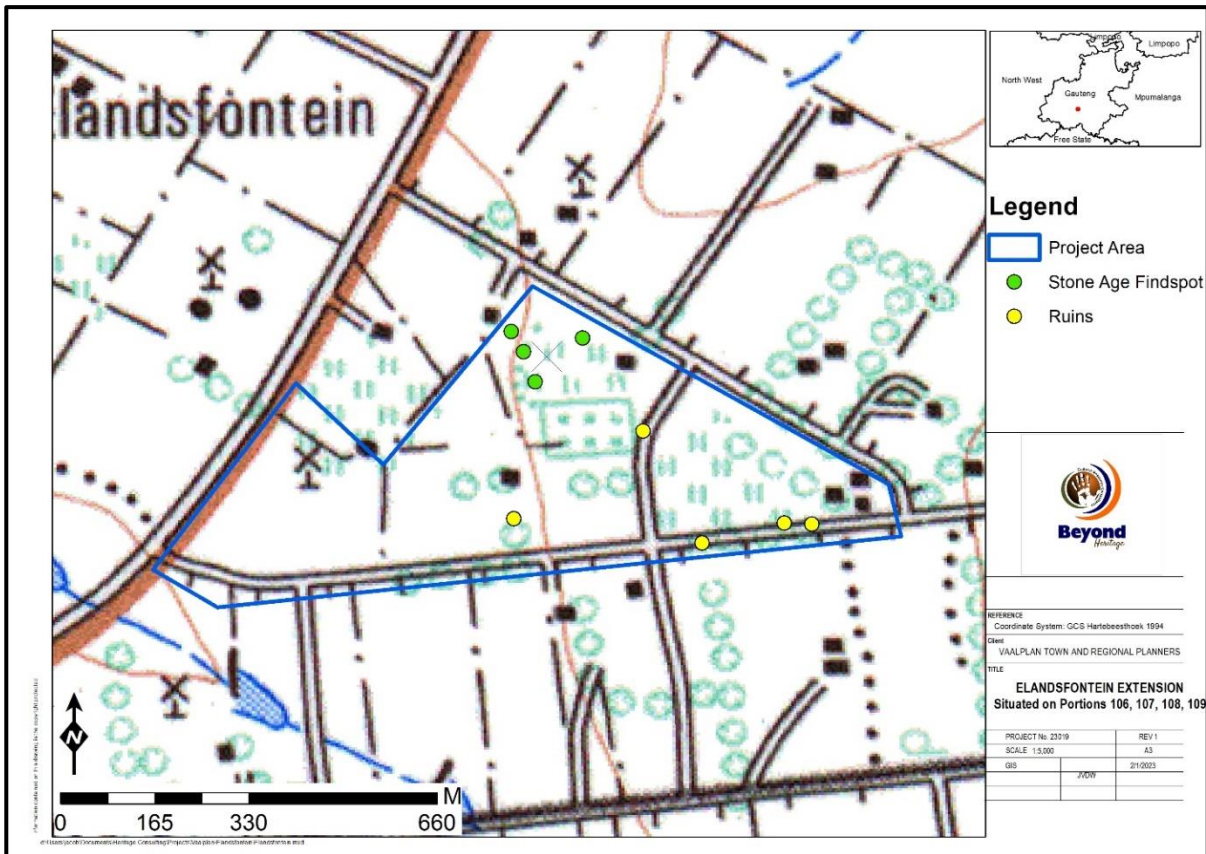 landsfontein
Limpopo
Limpopo
North West
Gauteng
Mpumalanga
Free State
Legend
Project Area
Stone Age Findspot
Ruins
Beyond
Heritage
REFERENCE
Coordinate System: GCS Hartebeesthoek 1994
Client
VAALPLAN TOWN AND REGIONAL PLANNERS
TITLE
ELANDSFONTEIN EXTENSION
Situated on Portions 106, 107, 108, 109
PROJECT No. 23019 REV 1
SCALE 1:5,000 A3
GIS 2/1/2023
JVDW
N
M
0 165 330 660